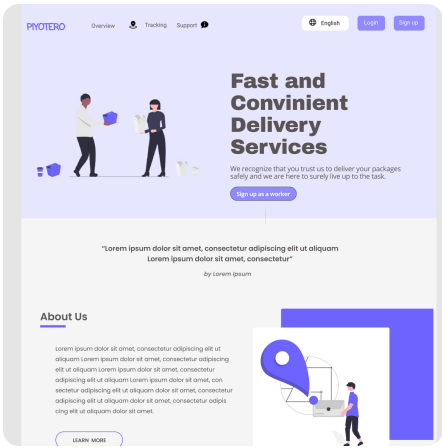 PIYOTERO Overview Tracking Support English Login Sign up
Fast and
Convinient
Delivery
Services
We recognize that you trust us to deliver your packages
safely and we are here to surely live up to the task.
Sign up as a worker
“Lorem ipsum dolor sit amet, consectetur adipiscing elit ut aliquam
Lorem ipsum dolor sit amet, consectetur”
by Lorem Ipsum
About Us
Lorem ipsum dolor sit amet, consectetur adipiscing elit ut
aliquam Lorem ipsum dolor sit amet, consectetur adipiscing
elit ut aliquam Lorem ipsum dolor sit amet, consectetur
adipiscing elit ut aliquam Lorem ipsum dolor sit amet, con
sectetur adipiscing elit ut aliquam Lorem ipsum dolor sit
aliquam Lorem ipsum dolor sit amet, consectetur adipis
cing elit ut aliquam dolor sit amet.
LEARN MORE